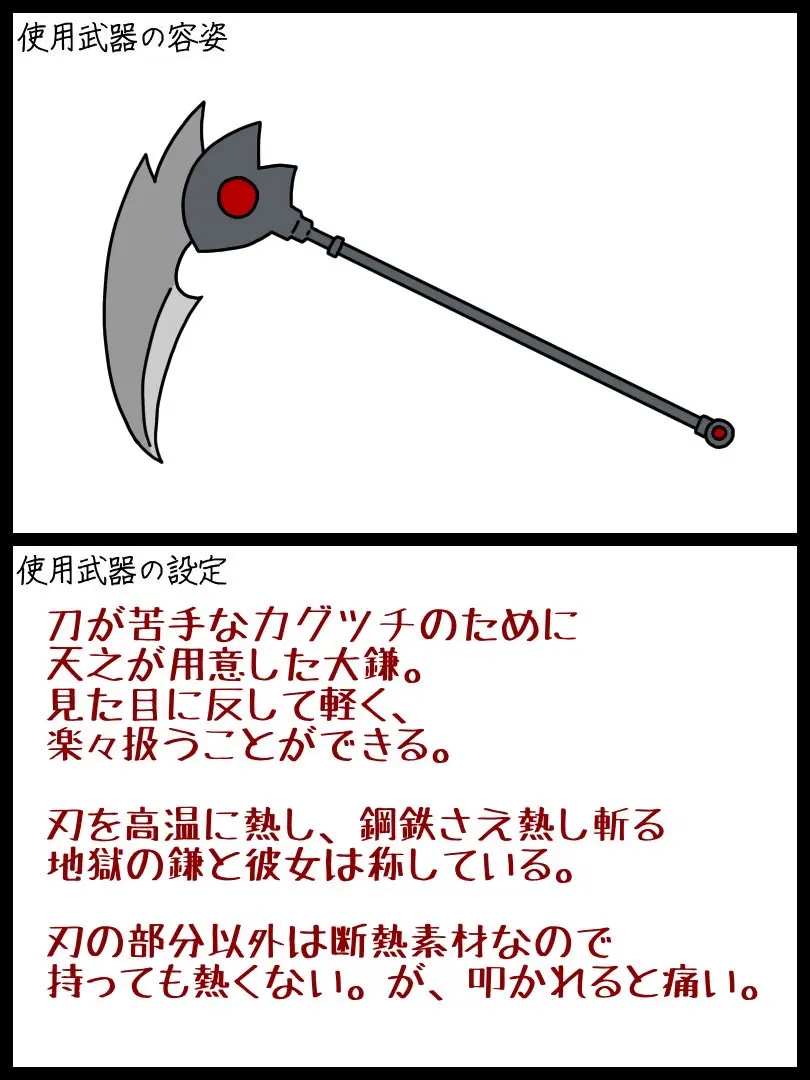 使用武器の容姿
使用武器の設定
刀が苦手なカグツチのために
天之が用意した大鎌。
見た目に反して軽く、
楽々扱うことができる。
刃を高温に熱し、鋼鉄さえ熱し斬る
地獄の鎌と彼女は称している。
刃の部分以外は断熱素材なので
持っても熱くない。が、叩かれると痛い。